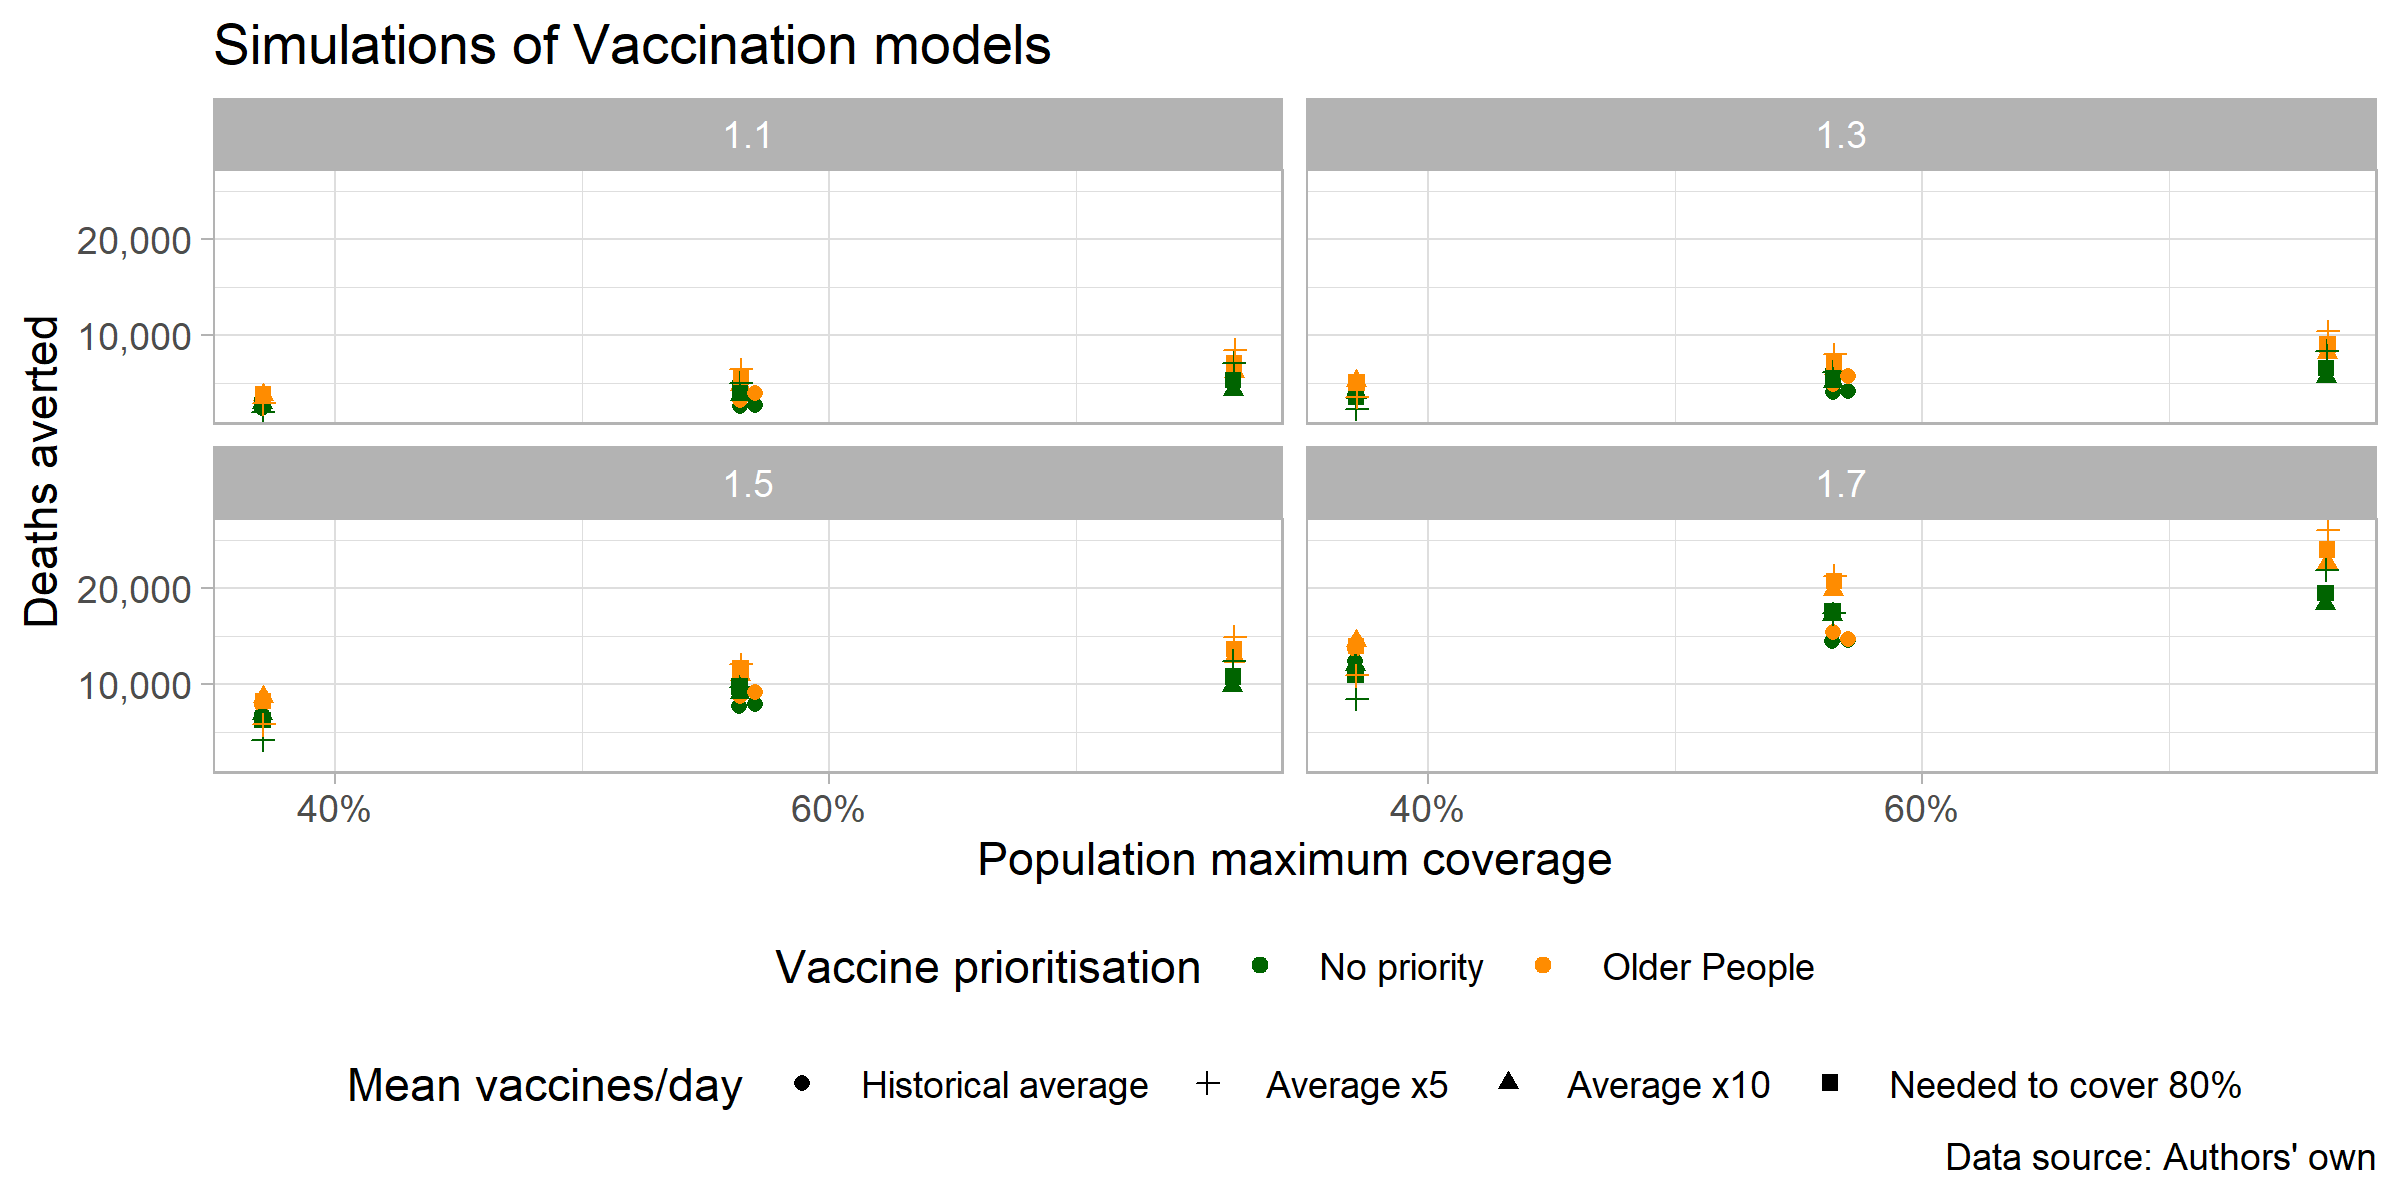 Simulations of Vaccination models
1.1
1.3
20,000
10,000
1.5
1.7
20,000
10,000
Deaths averted
40%
60%
40%
60%
Population maximum coverage
Vaccine prioritisation
No priority
Older People
Mean vaccines/day
Historical average
Average x5
Average x10
Needed to cover 80%
Data source: Authors' own